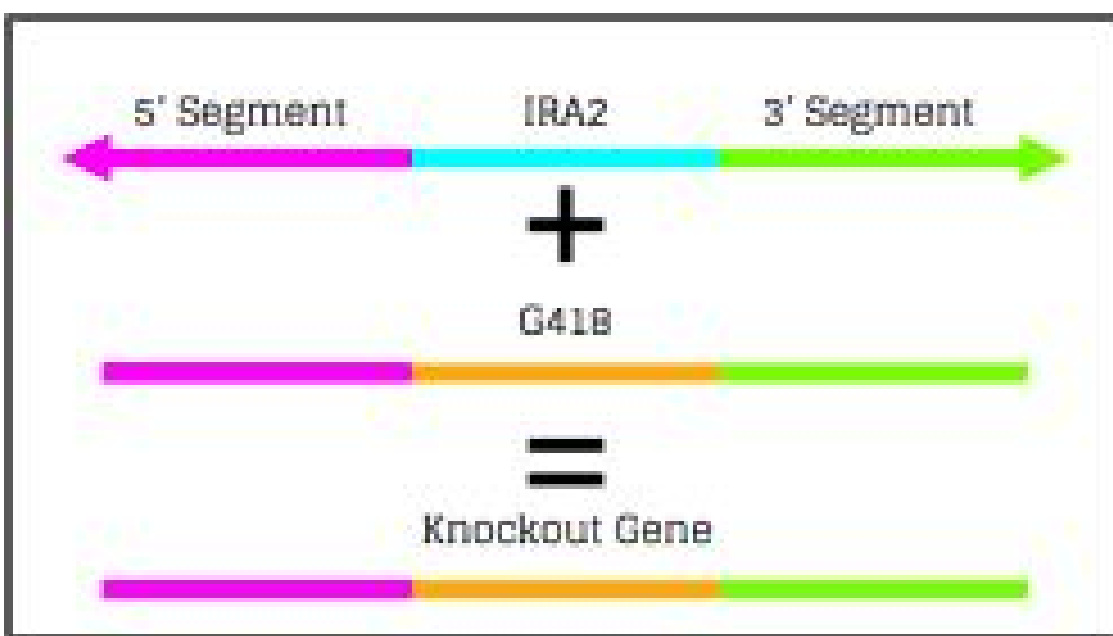 5' Segment IRA2 3' Segment
+
G418
=
Knockout Gene